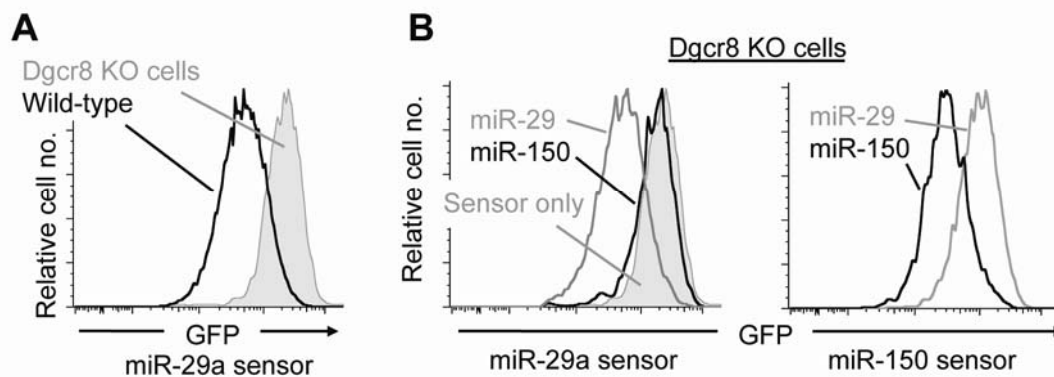 A
Dgcr8 KO cells
Wild-type
Relative cell no.
GFP
miR-29a sensor
B
Dgcr8 KO cells
miR-29
miR-150
Sensor only
Relative cell no.
miR-29
miR-150
GFP
miR-29a sensor
miR-150 sensor